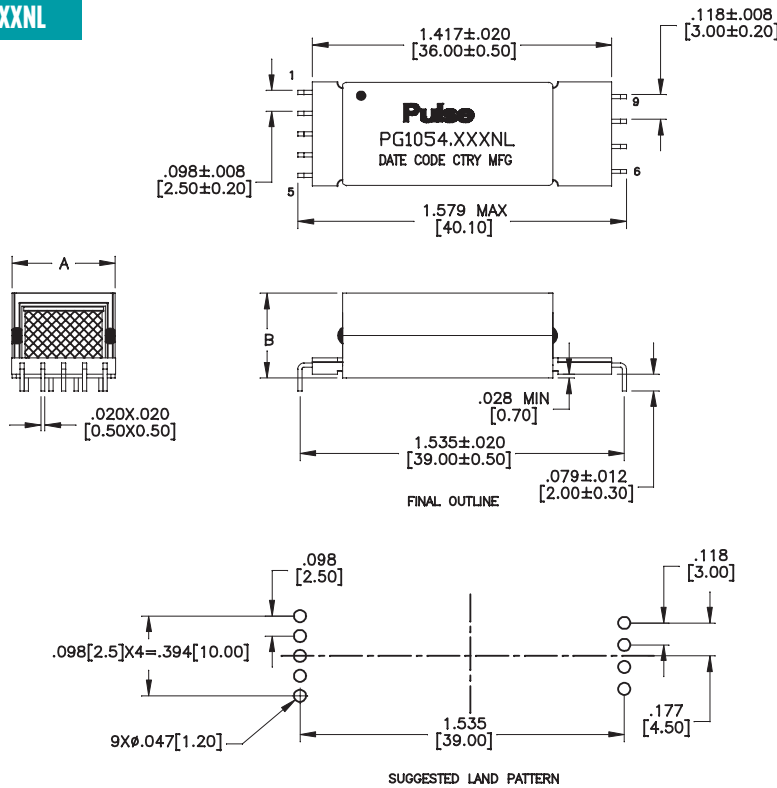 XXNL
1.417±.020
[36.00±0.50]
.118±.008
[3.00±0.20]
1
9
Pulse
PG1054.XXXNL
DATE CODE CTRY MFG
.098±.008
[2.50±0.20]
5
6
1.579 MAX
[40.10]
A
B
.020X.020
[0.50X0.50]
.028 MIN
[0.70]
1.535±.020
[39.00±0.50]
.079±.012
[2.00±0.30]
FINAL OUTLINE
.098
[2.50]
.118
[3.00]
.098[2.5]X4=.394[10.00]
9Xø.047[1.20]
1.535
[39.00]
.177
[4.50]
SUGGESTED LAND PATTERN